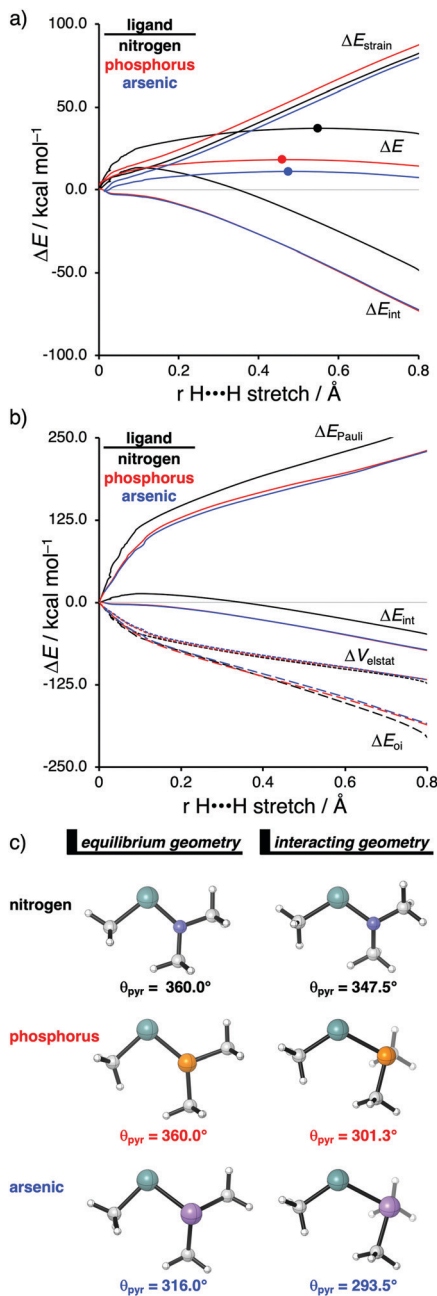 a)
ligand
nitrogen
phosphorus
arsenic
ΔE_strain
ΔE
ΔE_int
100.0
50.0
0.0
-50.0
-100.0
ΔE / kcal mol⁻¹
0 0.2 0.4 0.6 0.8
r H•••H stretch / Å
b)
ligand
nitrogen
phosphorus
arsenic
ΔE_Pauli
ΔE_int
ΔV_elstat
ΔE_oi
250.0
125.0
0.0
-125.0
-250.0
ΔE / kcal mol⁻¹
0 0.2 0.4 0.6 0.8
r H•••H stretch / Å
c)
equilibrium geometry interacting geometry
nitrogen
θ_pyr = 360.0° θ_pyr = 347.5°
phosphorus
θ_pyr = 360.0° θ_pyr = 301.3°
arsenic
θ_pyr = 316.0° θ_pyr = 293.5°